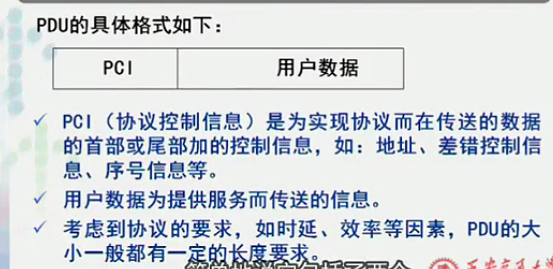 PDU的具体格式如下:
PCI 用户数据
✓ PCI(协议控制信息)是为实现协议而在传送的数据
的首部或尾部加的控制信息,如:地址、差错控制信
息、序号信息等。
✓ 用户数据为提供服务而传送的信息。
✓ 考虑到协议的要求,如时延、效率等因素,PDU的大
小一般都有一定的长度要求。